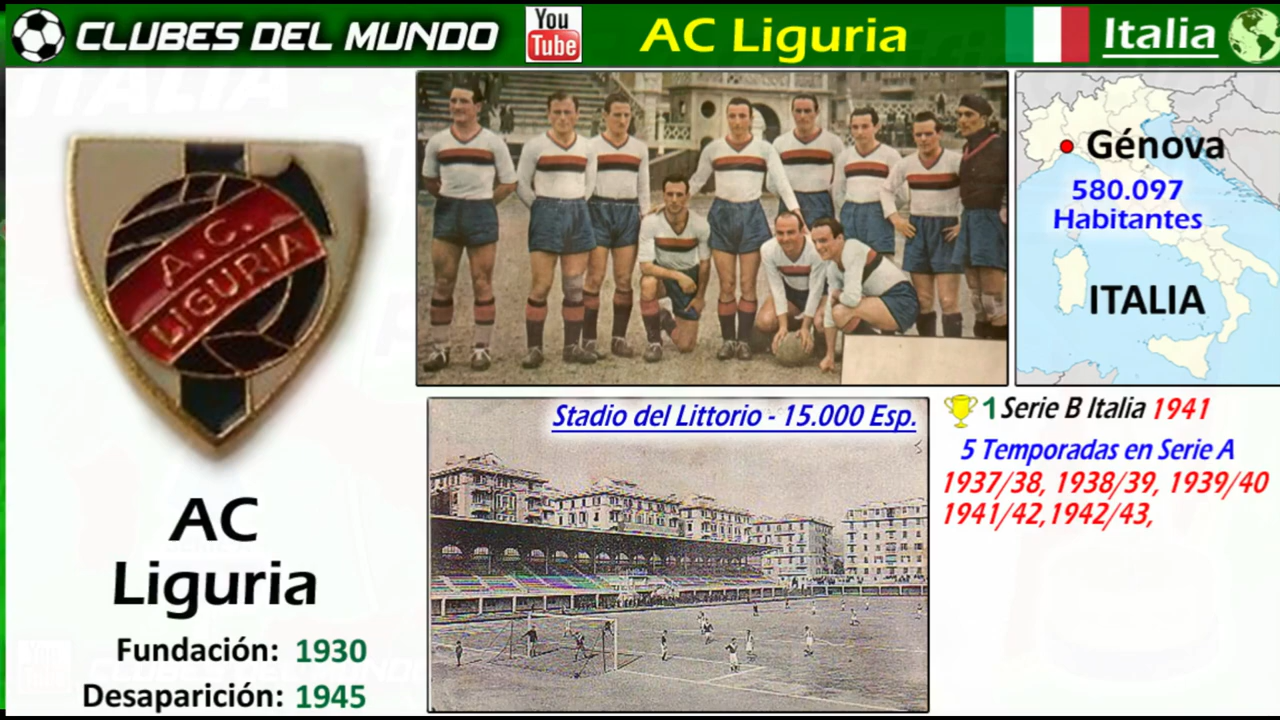 CLUBES DEL MUNDO
You
Tube
AC Liguria
Italia
A.C.
LIGURIA
Génova
580.097
Habitantes
ITALIA
AC
Liguria
Fundación: 1930
Desaparición: 1945
Stadio del Littorio - 15.000 Esp.
1 Serie B Italia 1941
5 Temporadas en Serie A
1937/38, 1938/39, 1939/40
1941/42,1942/43,